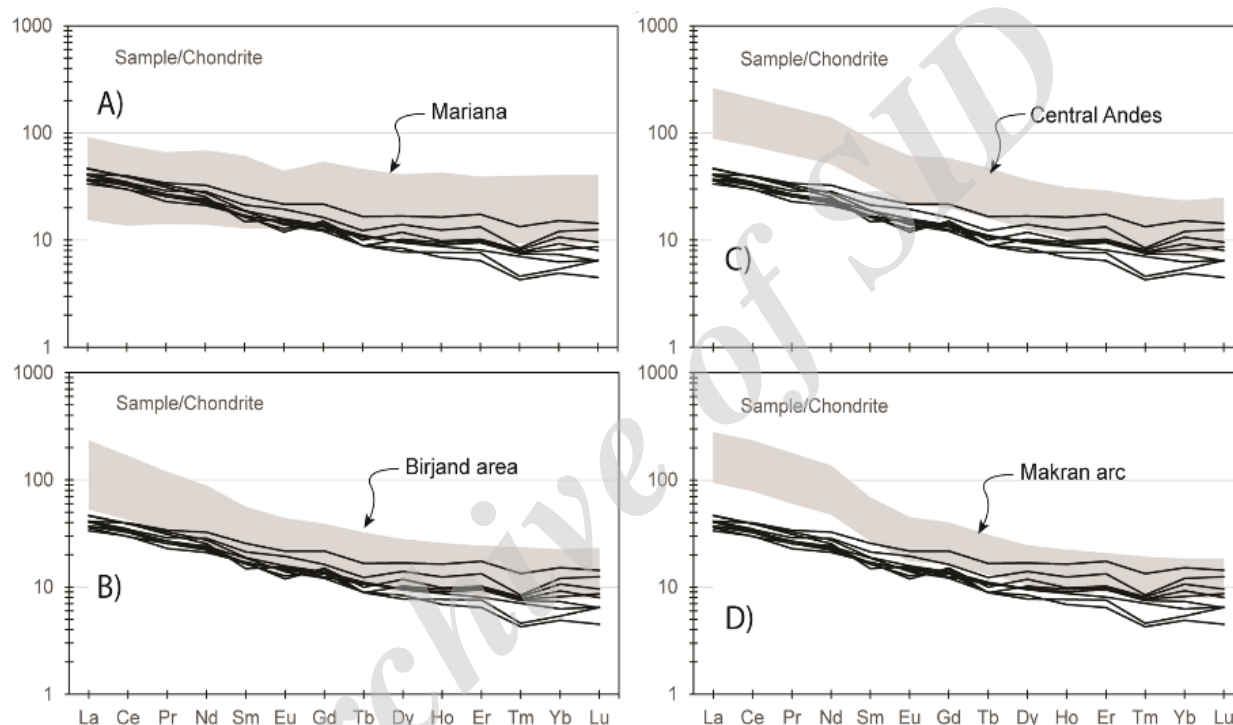 1000
Sample/Chondrite
A)
Mariana
100
10
1
Sample/Chondrite
Central Andes
C)
1000
Sample/Chondrite
Birjand area
100
B)
10
1
La Ce Pr Nd Sm Eu Gd Tb Dy Ho Er Tm Yb Lu
1000
Sample/Chondrite
Makran arc
100
D)
10
1
La Ce Pr Nd Sm Eu Gd Tb Dy Ho Er Tm Yb Lu
1000
100
10
1
Archive of SID